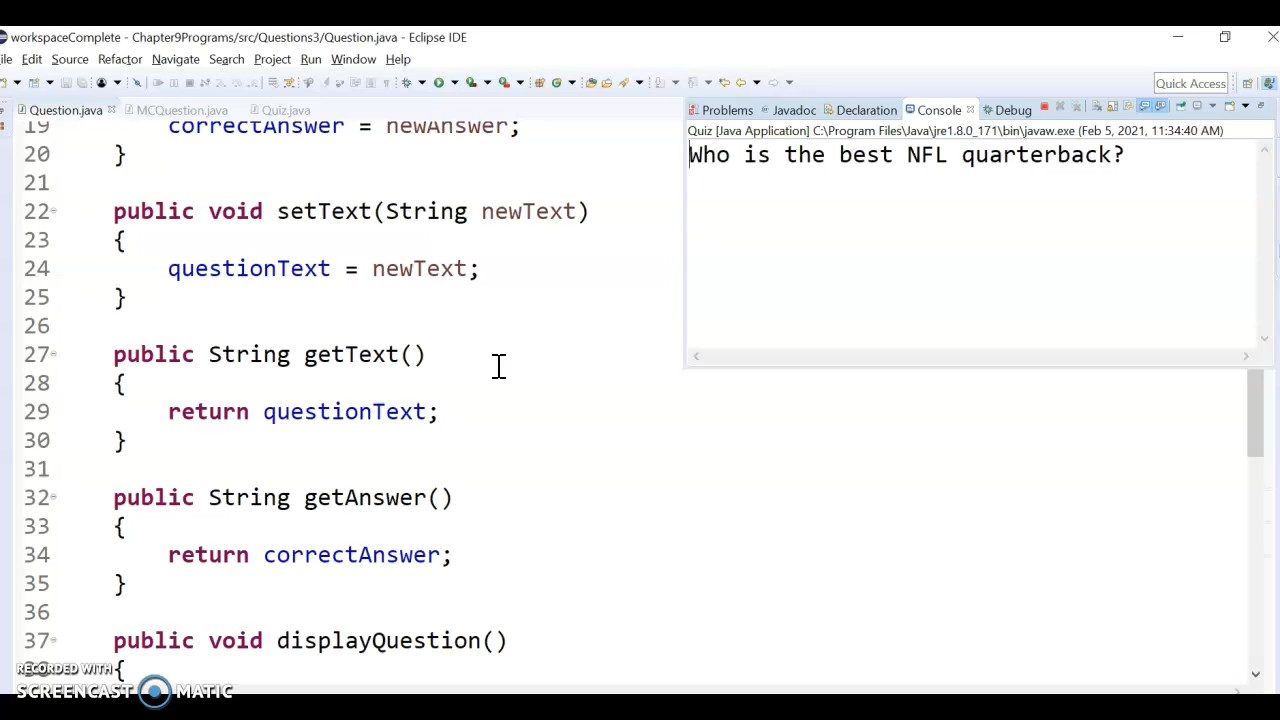 workspaceComplete - Chapter9Programs/src/Questions3/Question.java - Eclipse IDE
ile Edit Source Refactor Navigate Search Project Run Window Help
Quick Access
Question.java MCQuestion.java Quiz.java
Problems Javadoc Declaration Console Debug
Quiz [Java Application] C:\Program Files\Java\jre1.8.0_171\bin\javaw.exe (Feb 5, 2021, 11:34:40 AM)
Who is the best NFL quarterback?
19 correctAnswer = newAnswer;
20 }
21
22 public void setText(String newText)
23 {
24 questionText = newText;
25 }
26
27 public String getText()
28 {
29 return questionText;
30 }
31
32 public String getAnswer()
33 {
34 return correctAnswer;
35 }
36
37 public void displayQuestion()
{
RECORDED WITH
SCREENCAST MATIC